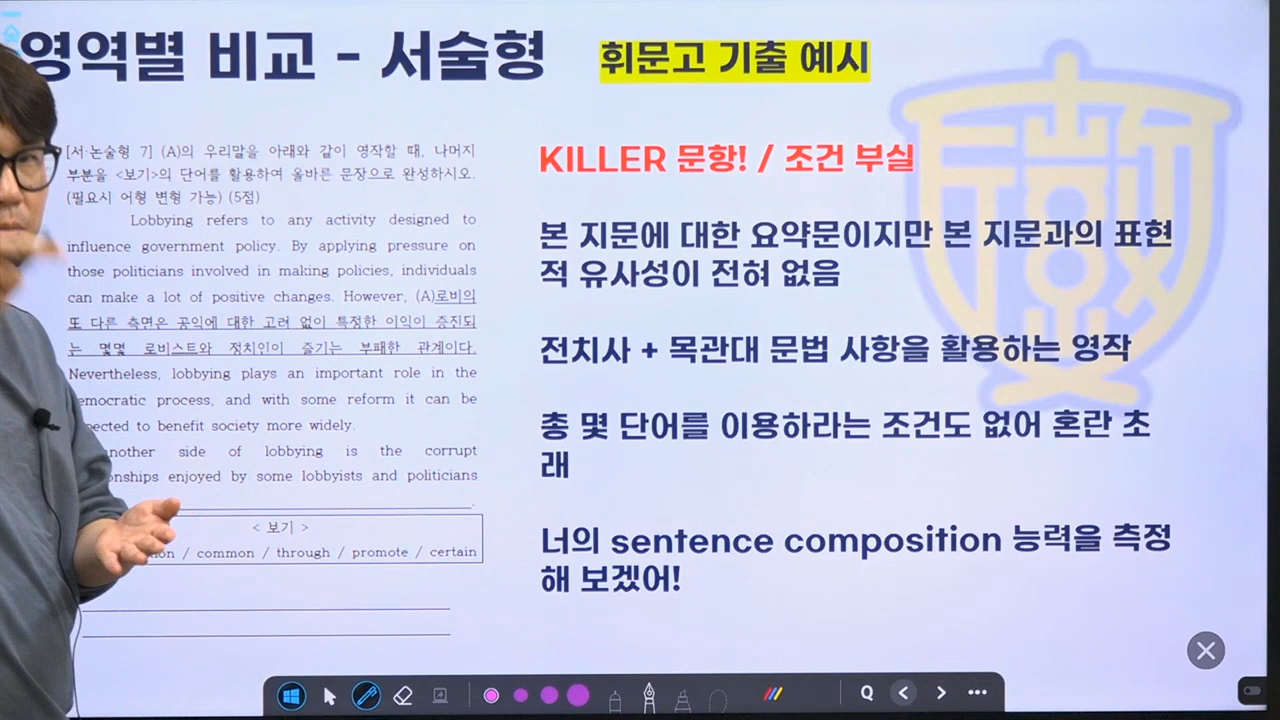 영역별 비교 - 서술형
휘문고 기출 예시
[서·논술형 7] (A)의 우리말을 아래와 같이 영작할 때, 나머지
부분을 <보기>의 단어를 활용하여 올바른 문장으로 완성하시오.
(필요시 어형 변형 가능) (5점)
Lobbying refers to any activity designed to
influence government policy. By applying pressure on
those politicians involved in making policies, individuals
can make a lot of positive changes. However, (A)로비의
또 다른 측면은 공익에 대한 고려 없이 특정한 이익이 증진되
는 몇몇 로비스트와 정치인이 즐기는 부패한 관계이다.
Nevertheless, lobbying plays an important role in the
emocratic process, and with some reform it can be
pected to benefit society more widely.
nother side of lobbying is the corrupt
onships enjoyed by some lobbyists and politicians
.
< 보기 >
on / common / through / promote / certain
KILLER 문항! / 조건 부실
본 지문에 대한 요약문이지만 본 지문과의 표현
적 유사성이 전혀 없음
전치사 + 목관대 문법 사항을 활용하는 영작
총 몇 단어를 이용하라는 조건도 없어 혼란 초
래
너의 sentence composition 능력을 측정
해 보겠어!